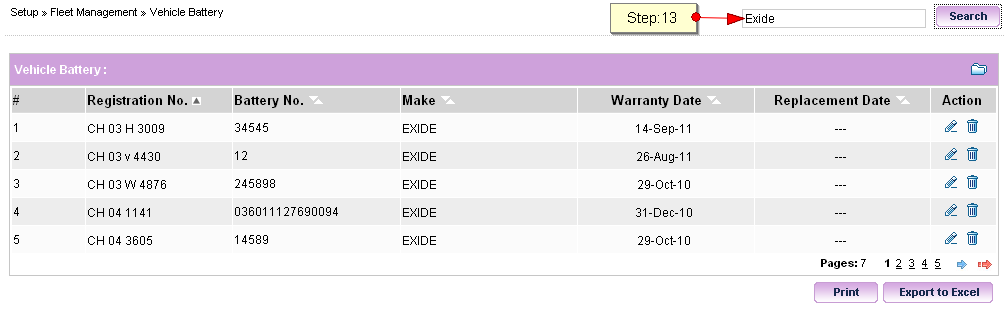 Setup » Fleet Management » Vehicle Battery
Step:13
Exide
Search
Vehicle Battery :
# Registration No. Battery No. Make Warranty Date Replacement Date Action
1 CH 03 H 3009 34545 EXIDE 14-Sep-11 ---
2 CH 03 v 4430 12 EXIDE 26-Aug-11 ---
3 CH 03 W 4876 245898 EXIDE 29-Oct-10 ---
4 CH 04 1141 036011127690094 EXIDE 31-Dec-10 ---
5 CH 04 3605 14589 EXIDE 29-Oct-10 ---
Pages: 7 1 2 3 4 5
Print Export to Excel